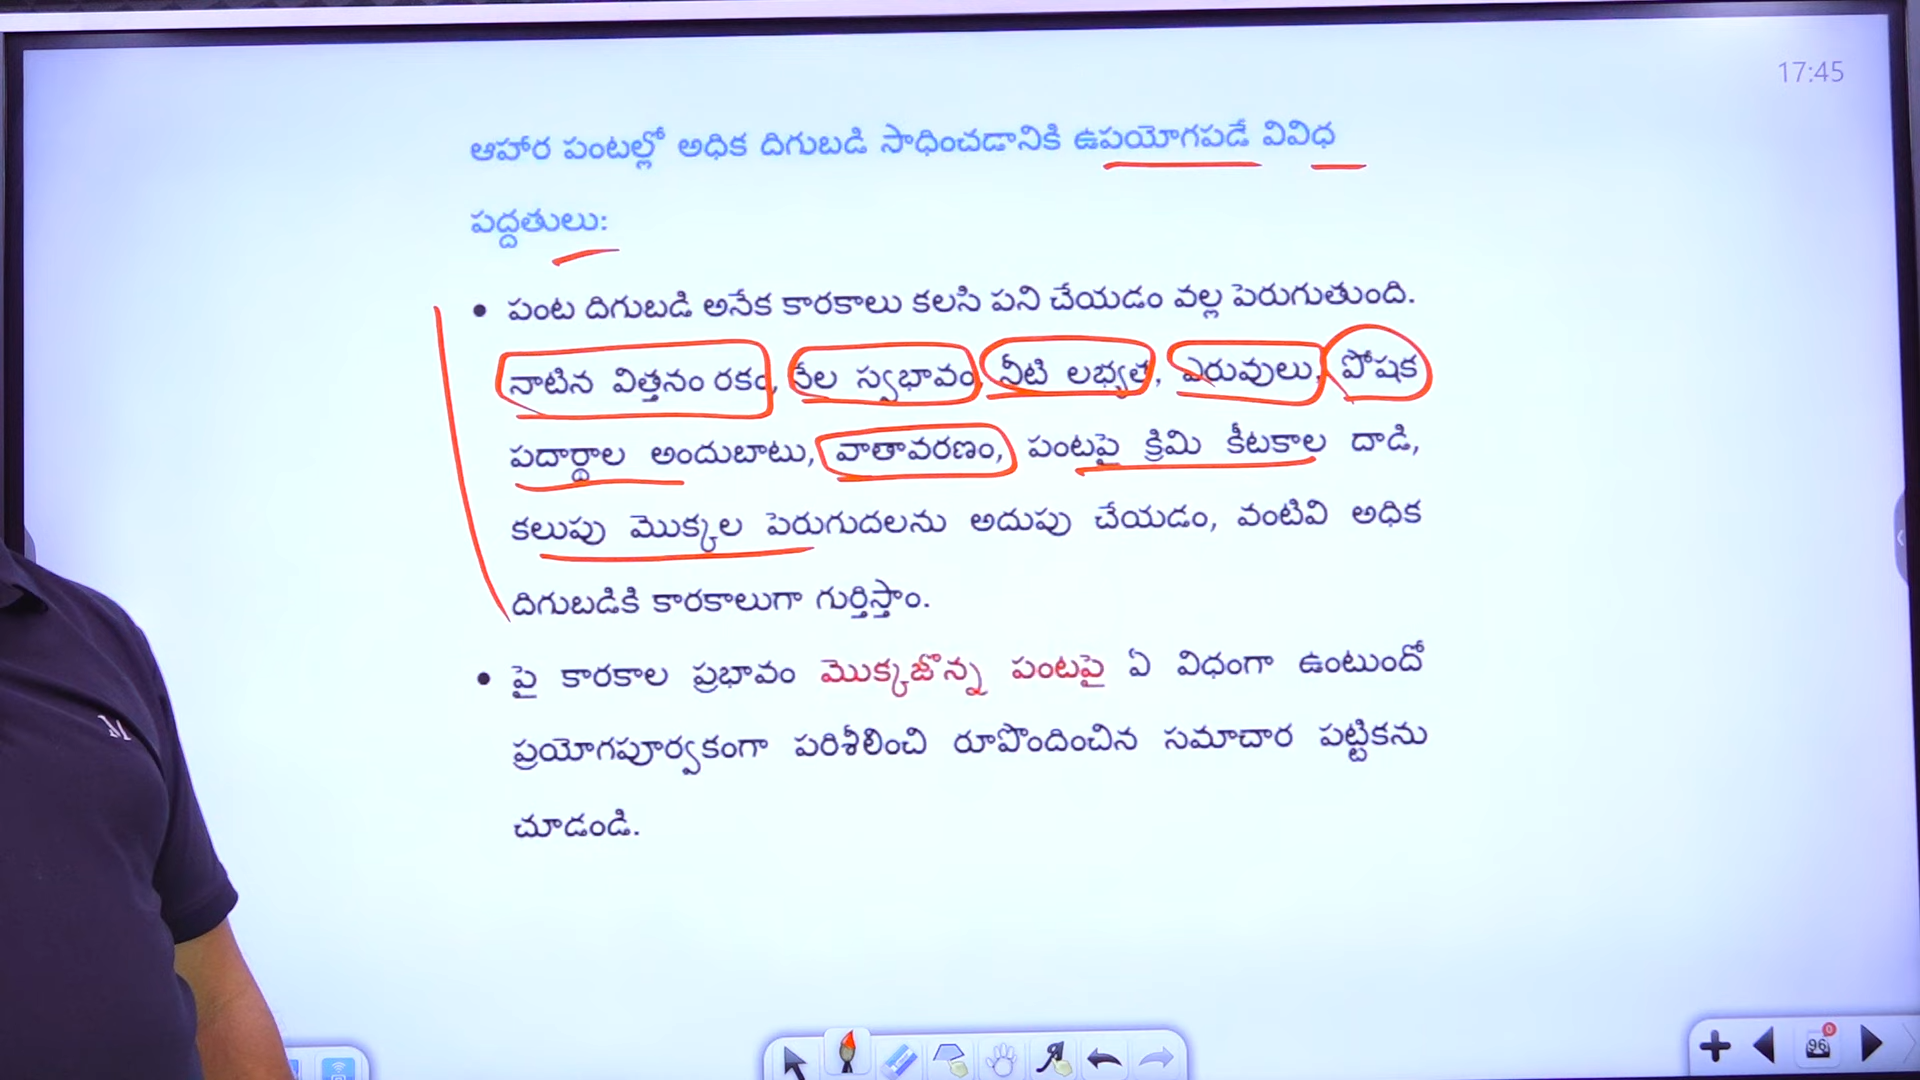 17:45
ఆహార పంటల్లో అధిక దిగుబడి సాధించడానికి ఉపయోగపడే వివిధ
పద్దతులు:
• పంట దిగుబడి అనేక కారకాలు కలసి పని చేయడం వల్ల పెరుగుతుంది.
నాటిన విత్తనం రకం, నేల స్వభావం, నీటి లభ్యత, ఎరువులు, పోషక
పదార్థాల అందుబాటు, వాతావరణం, పంటపై క్రిమి కీటకాల దాడి,
కలుపు మొక్కల పెరుగుదలను అదుపు చేయడం, వంటివి అధిక
దిగుబడికి కారకాలుగా గుర్తిస్తాం.
• పై కారకాల ప్రభావం మొక్కజొన్న పంటపై ఏ విధంగా ఉంటుందో
ప్రయోగపూర్వకంగా పరిశీలించి రూపొందించిన సమాచార పట్టికను
చూడండి.
M
96
0